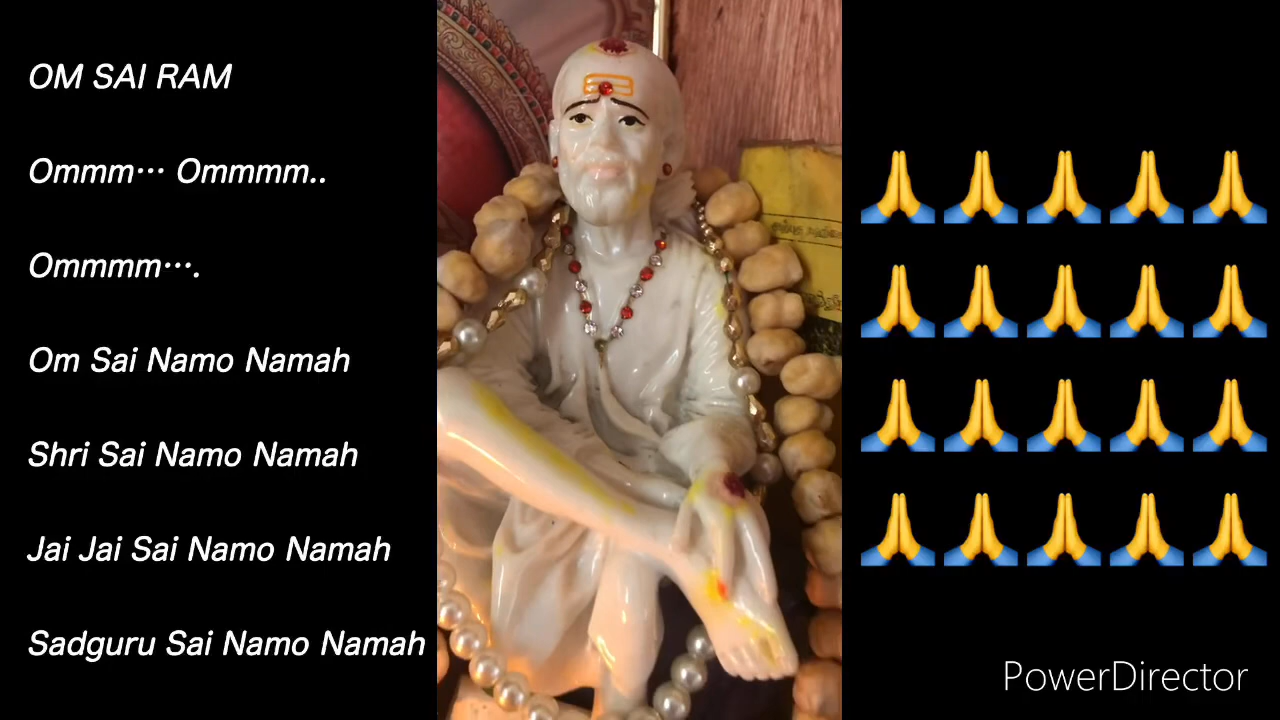 OM SAI RAM
Ommm... Ommmm..
Ommmm....
Om Sai Namo Namah
Shri Sai Namo Namah
Jai Jai Sai Namo Namah
Sadguru Sai Namo Namah
PowerDirector